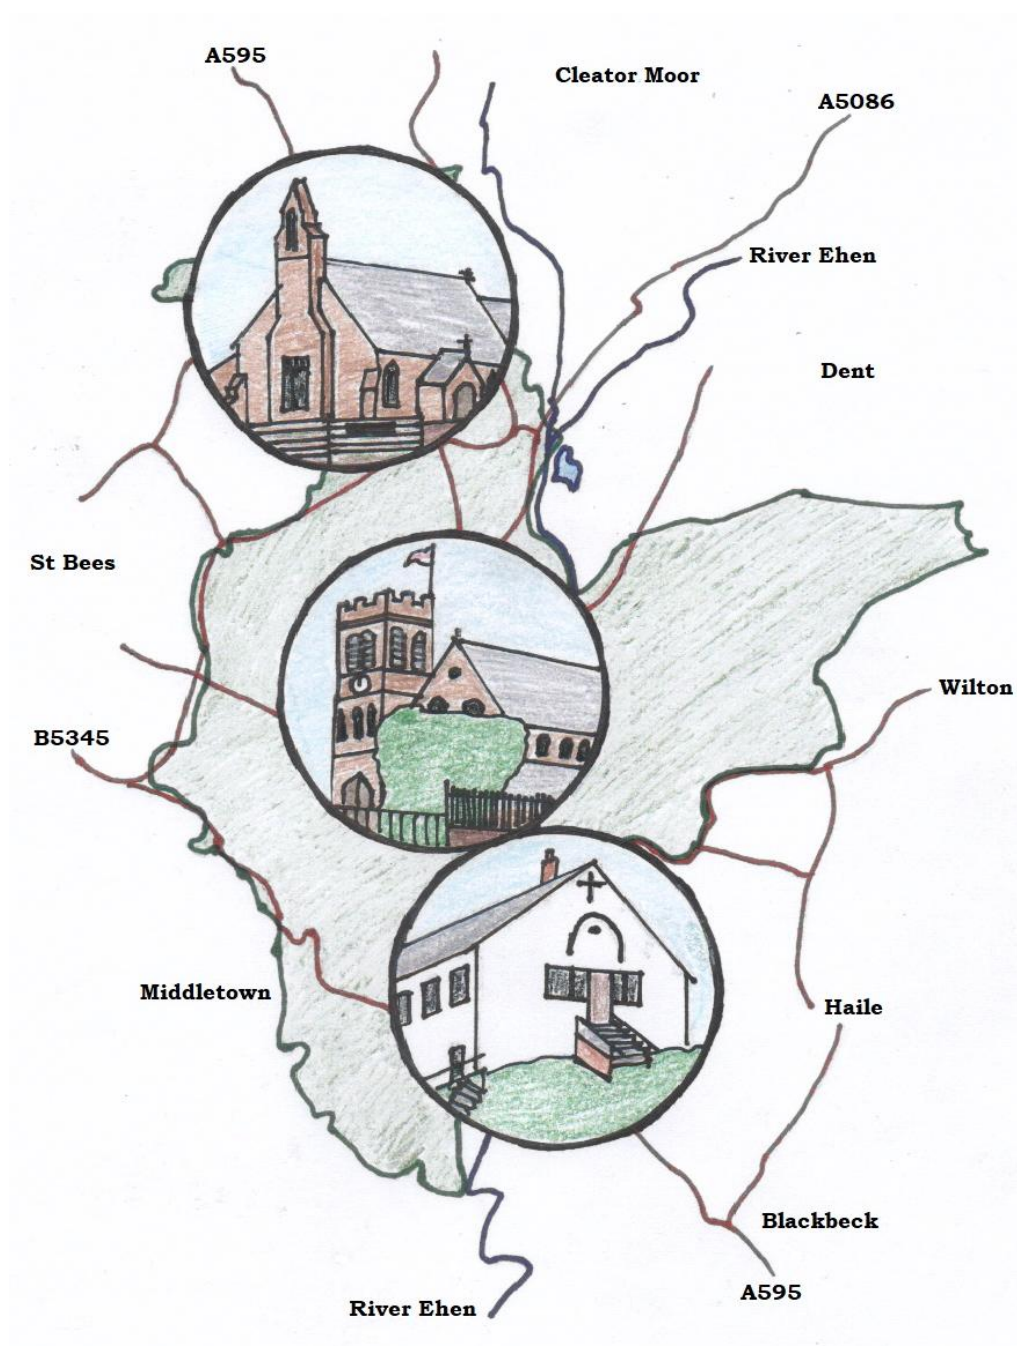 A595
Cleator Moor
A5086
River Ehen
Dent
St Bees
Wilton
B5345
Middletown
Haile
Blackbeck
A595
River Ehen